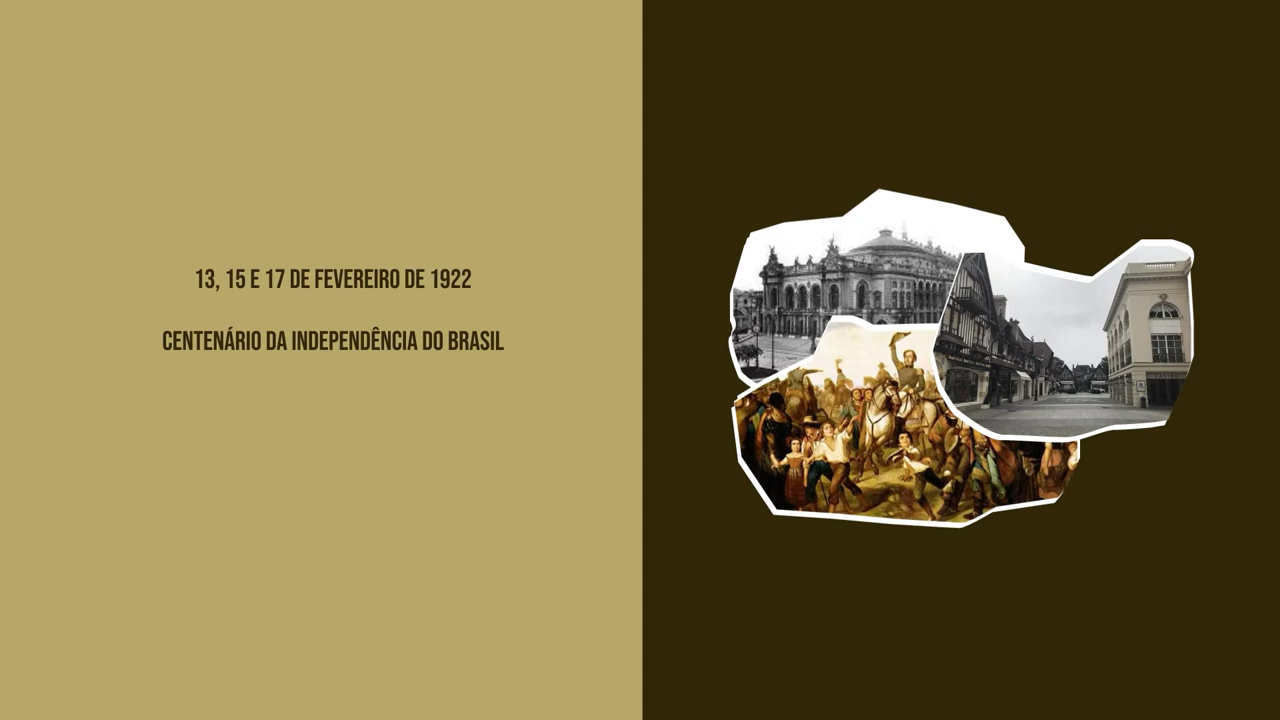 13, 15 E 17 DE FEVEREIRO DE 1922
CENTENÁRIO DA INDEPENDÊNCIA DO BRASIL